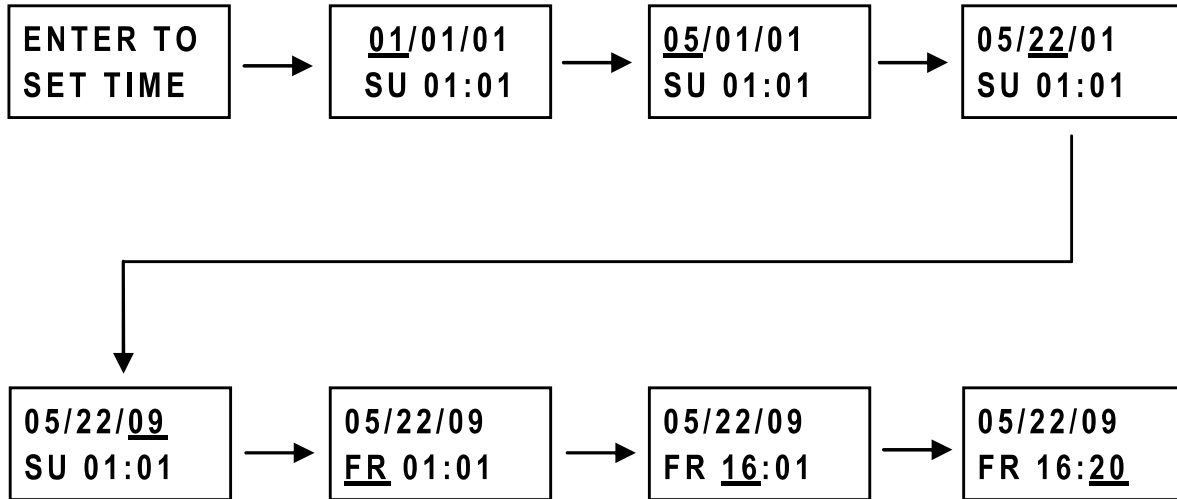 ENTER TO
SET TIME
01/01/01
SU 01:01
05/01/01
SU 01:01
05/22/01
SU 01:01
05/22/09
SU 01:01
05/22/09
FR 01:01
05/22/09
FR 16:01
05/22/09
FR 16:20